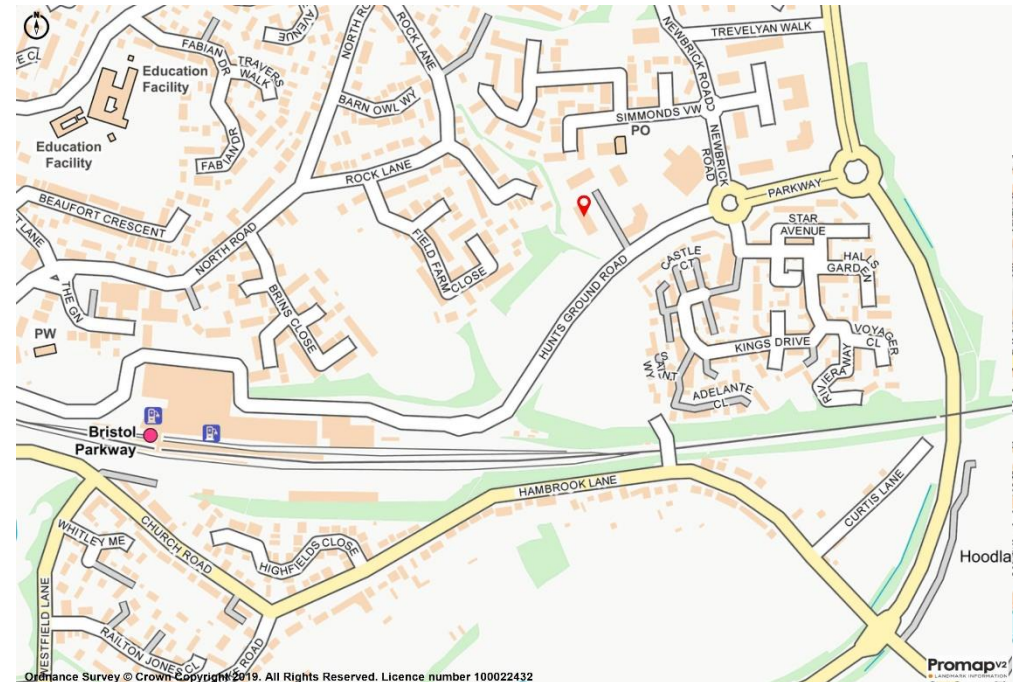 N
E CL
FABIAN DR
TRAVERS
WALK
AVENUE
NORTH RO
ROCK LANE
NEWBRICK ROAD
TREVELYAN WALK
Education
Facility
BARN OWL WY
SIMMONDS VW
PO
NEWBRICK
ROAD
Education
Facility
FABIAN DR
ROCK LANE
PARKWAY
BEAUFORT CRESCENT
STAR
AVENUE
T LANE
NORTH ROAD
FIELD FARM
CLOSE
CASTLE
CT
HALLS
GARDEN
THE GN
BRINS CLOSE
HUNTS GROUND ROAD
PW
KINGS DRIVE
VOYAGER
CL
SAINT
WY
RIVIERA WAY
ADELANTE
CL
Bristol
Parkway
HAMBROOK LANE
CURTIS LANE
CHURCH ROAD
WHITLEY ME
HIGHFIELDS CLOSE
Hoodla
WESTFIELD LANE
RAILTON JONES CL
E ROAD
Ordnance Survey © Crown Copyright 2019. All Rights Reserved. Licence number 100022432
Promap V2
LANDMARK INFORMATION